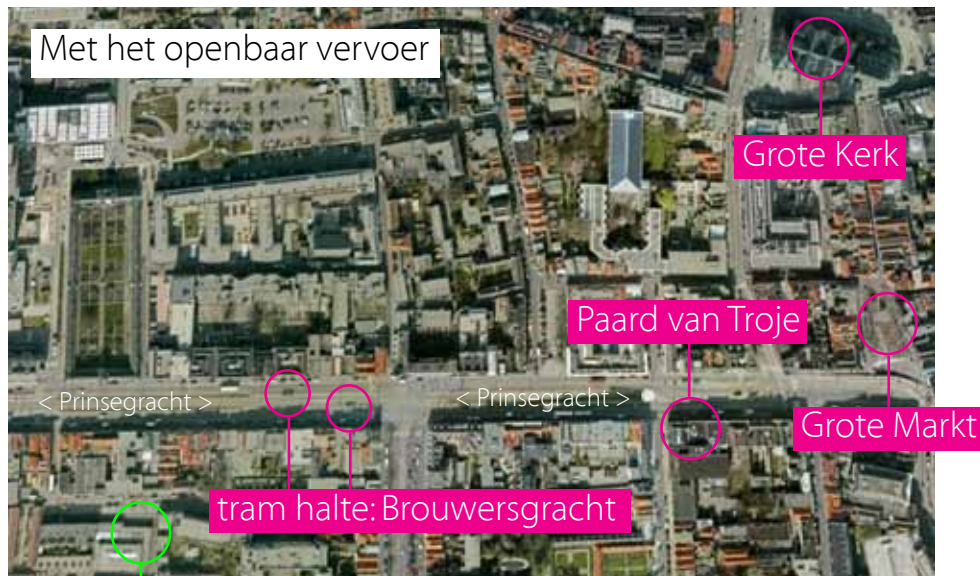 Met het openbaar vervoer
Grote Kerk
Paard van Troje
< Prinsegracht >
< Prinsegracht >
Grote Markt
tram halte: Brouwersgracht